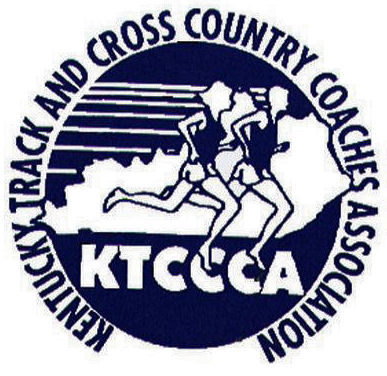 KENTUCKY TRACK AND CROSS COUNTRY COACHES ASSOCIATION
KTCCCA